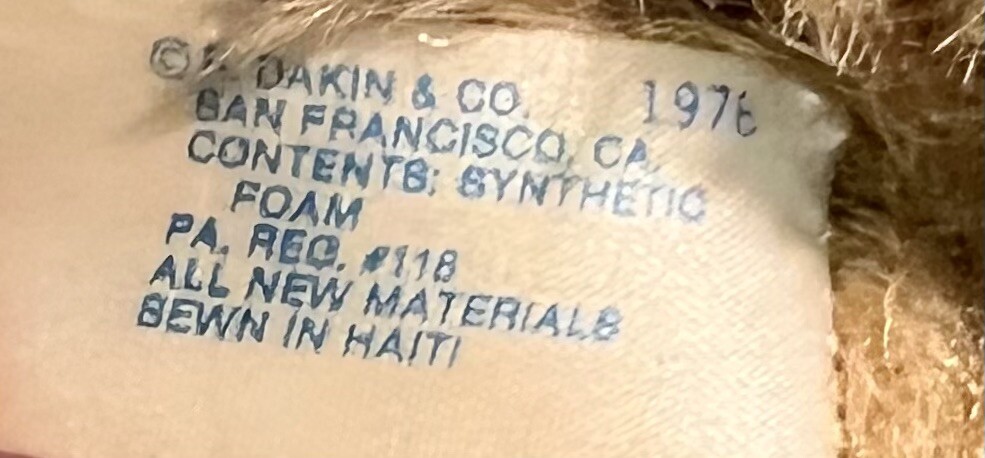 © R. DAKIN & CO. 1976
SAN FRANCISCO, CA.
CONTENTS: SYNTHETIC
FOAM
PA. REG. #118
ALL NEW MATERIALS
SEWN IN HAITI